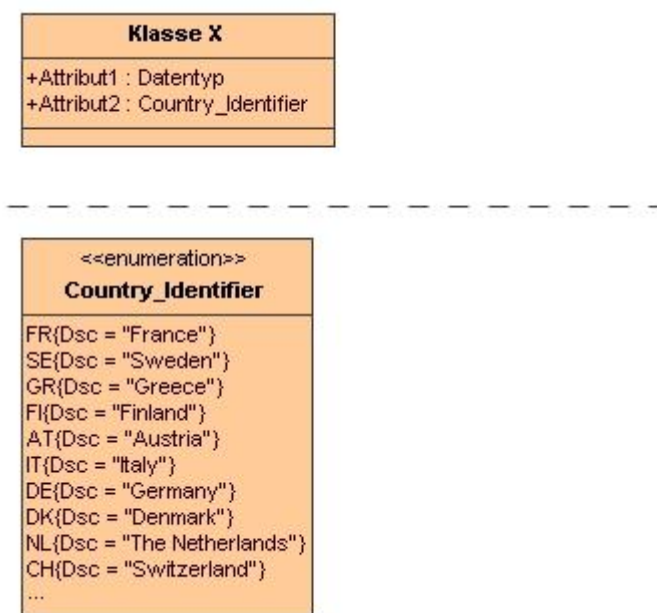 Klasse X
+Attribut1 : Datentyp
+Attribut2 : Country_Identifier
<<enumeration>>
Country_Identifier
FR{Dsc = "France"}
SE{Dsc = "Sweden"}
GR{Dsc = "Greece"}
FI{Dsc = "Finland"}
AT{Dsc = "Austria"}
IT{Dsc = "Italy"}
DE{Dsc = "Germany"}
DK{Dsc = "Denmark"}
NL{Dsc = "The Netherlands"}
CH{Dsc = "Switzerland"}
...